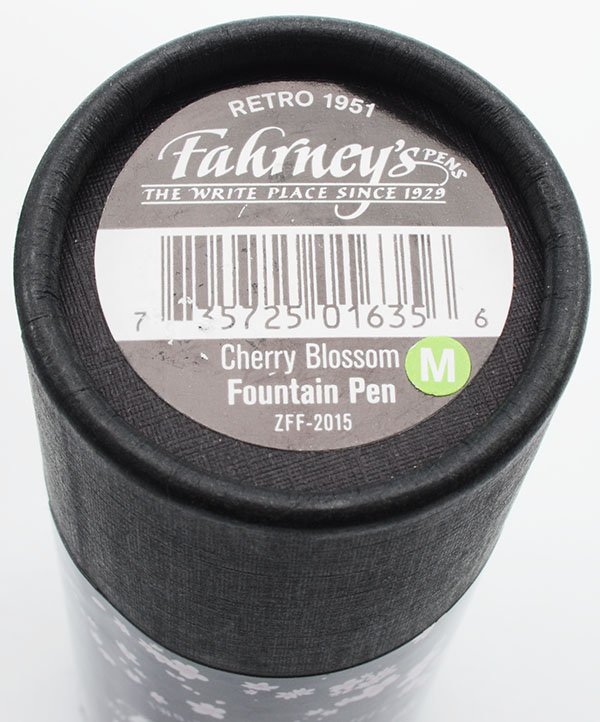 RETRO 1951
Fahrney's PENS
THE WRITE PLACE SINCE 1929
7 35725 01635 6
Cherry Blossom
Fountain Pen
M
ZFF-2015